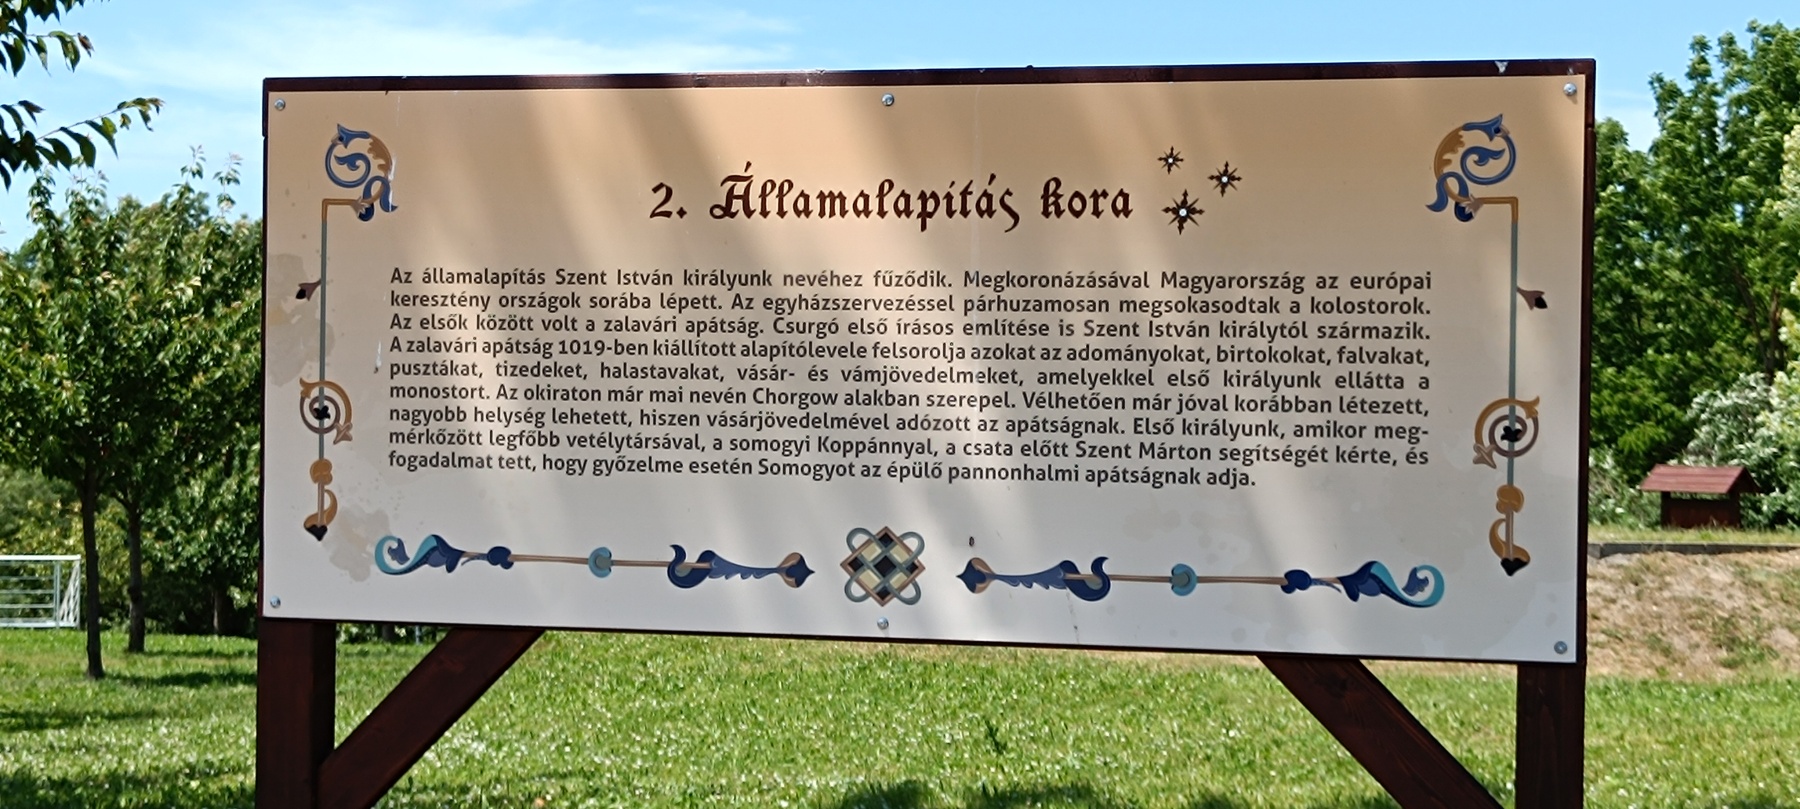 2. Államalapítás kora
Az államalapítás Szent István királyunk nevéhez fűződik. Megkoronázásával Magyarország az európai
keresztény országok sorába lépett. Az egyházszervezéssel párhuzamosan megsokasodtak a kolostorok.
Az elsők között volt a zalavári apátság. Csurgó első írásos említése is Szent István királytól származik.
A zalavári apátság 1019-ben kiállított alapítólevele felsorolja azokat az adományokat, birtokokat, falvakat,
pusztákat, tizedeket, halastavakat, vásár- és vámjövedelmeket, amelyekkel első királyunk ellátta a
monostort. Az okiraton már mai nevén Chorgow alakban szerepel. Vélhetően már jóval korábban létezett,
nagyobb helység lehetett, hiszen vásárjövedelmével adózott az apátságnak. Első királyunk, amikor meg-
mérkőzött legfőbb vetélytársával, a somogyi Koppánnyal, a csata előtt Szent Márton segítségét kérte, és
fogadalmat tett, hogy győzelme esetén Somogyot az épülő pannonhalmi apátságnak adja.